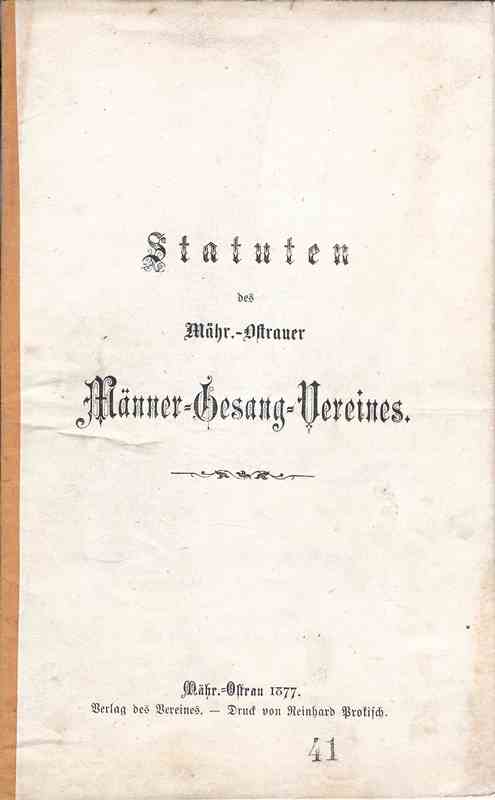 Statuten
des
Mähr.-Ostrauer
Männer-Gesang-Vereines.
Mähr.-Ostrau 1877.
Verlag des Vereines. — Druck von Reinhard Prokisch.
41